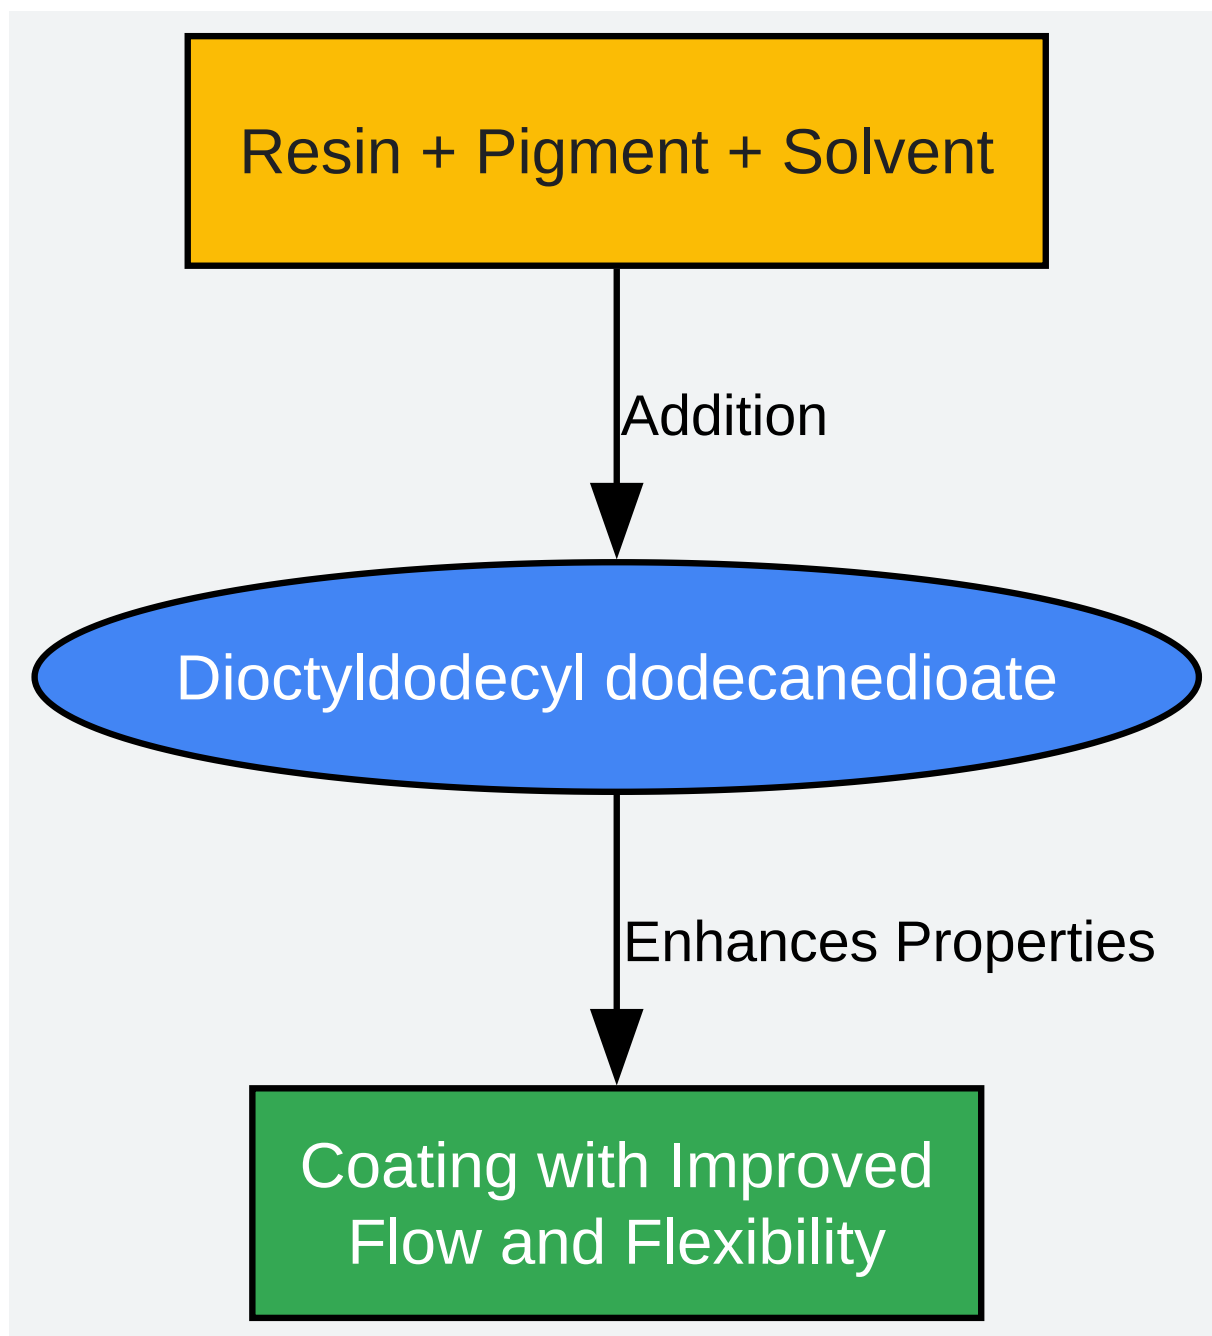 Resin + Pigment + Solvent
Addition
Dioctyldodecyl dodecanedioate
Enhances Properties
Coating with Improved
Flow and Flexibility